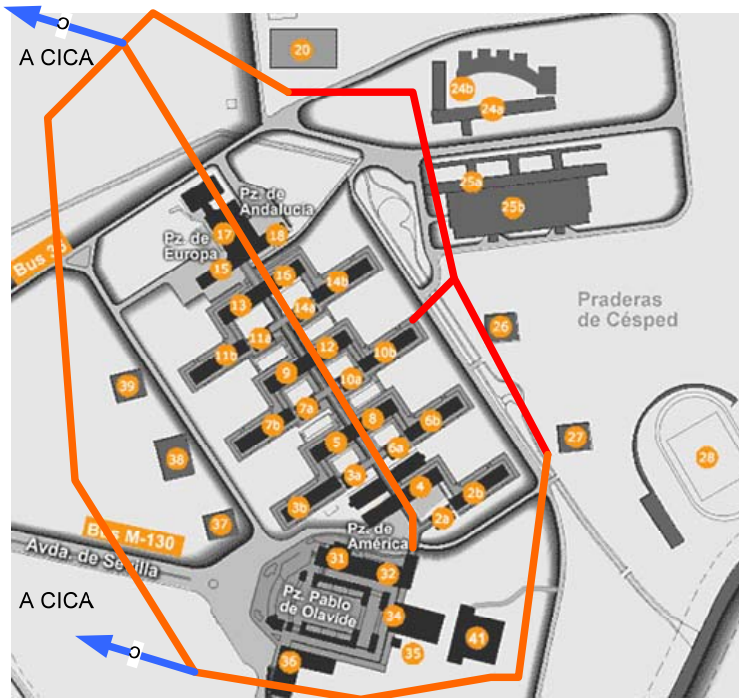 A CICA
20
24b
24a
25a
25b
Pz. de
Andalucía
17
18
Pz. de
Europa
Bus 38
15
16
14b
13
14a
Praderas
de Césped
26
11a
12
11b
10b
9
10a
39
7a
8
6b
7b
5
6a
27
28
38
3a
4
2b
3b
2a
37
Bus M-130
Pz. de
América
Avda. de Sevilla
31
32
A CICA
Pz. Pablo
de Olavide
34
41
35
36